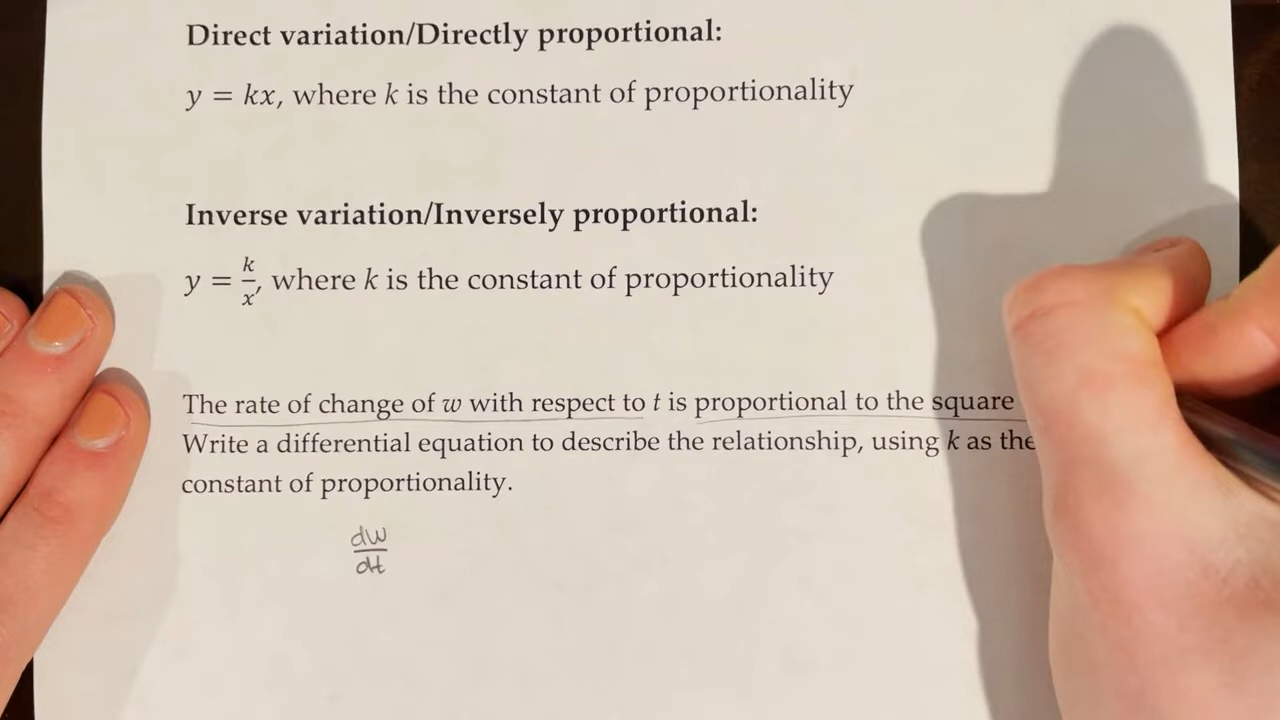 Direct variation/Directly proportional:
y = kx, where k is the constant of proportionality
Inverse variation/Inversely proportional:
y = k/x, where k is the constant of proportionality
The rate of change of w with respect to t is proportional to the square
Write a differential equation to describe the relationship, using k as the
constant of proportionality.
dw/dt